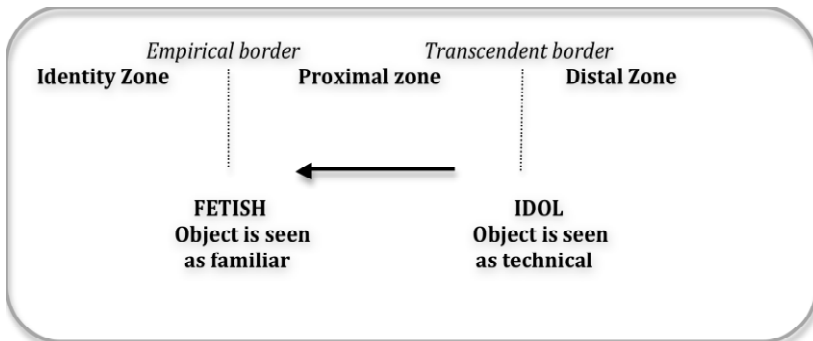 Empirical border Transcendent border
Identity Zone Proximal zone Distal Zone
FETISH IDOL
Object is seen Object is seen
as familiar as technical